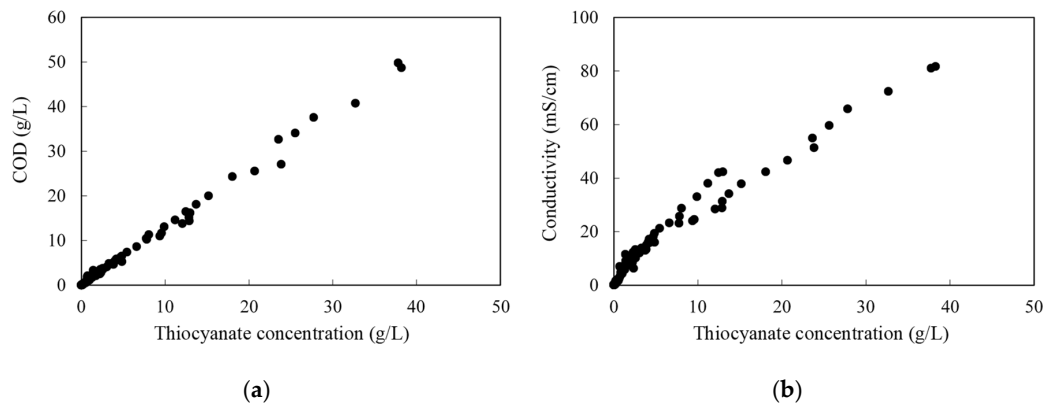 60
50
40
30
20
10
0
COD (g/L)
0 10 20 30 40 50
Thiocyanate concentration (g/L)
(a)
100
80
60
40
20
0
Conductivity (mS/cm)
0 10 20 30 40 50
Thiocyanate concentration (g/L)
(b)